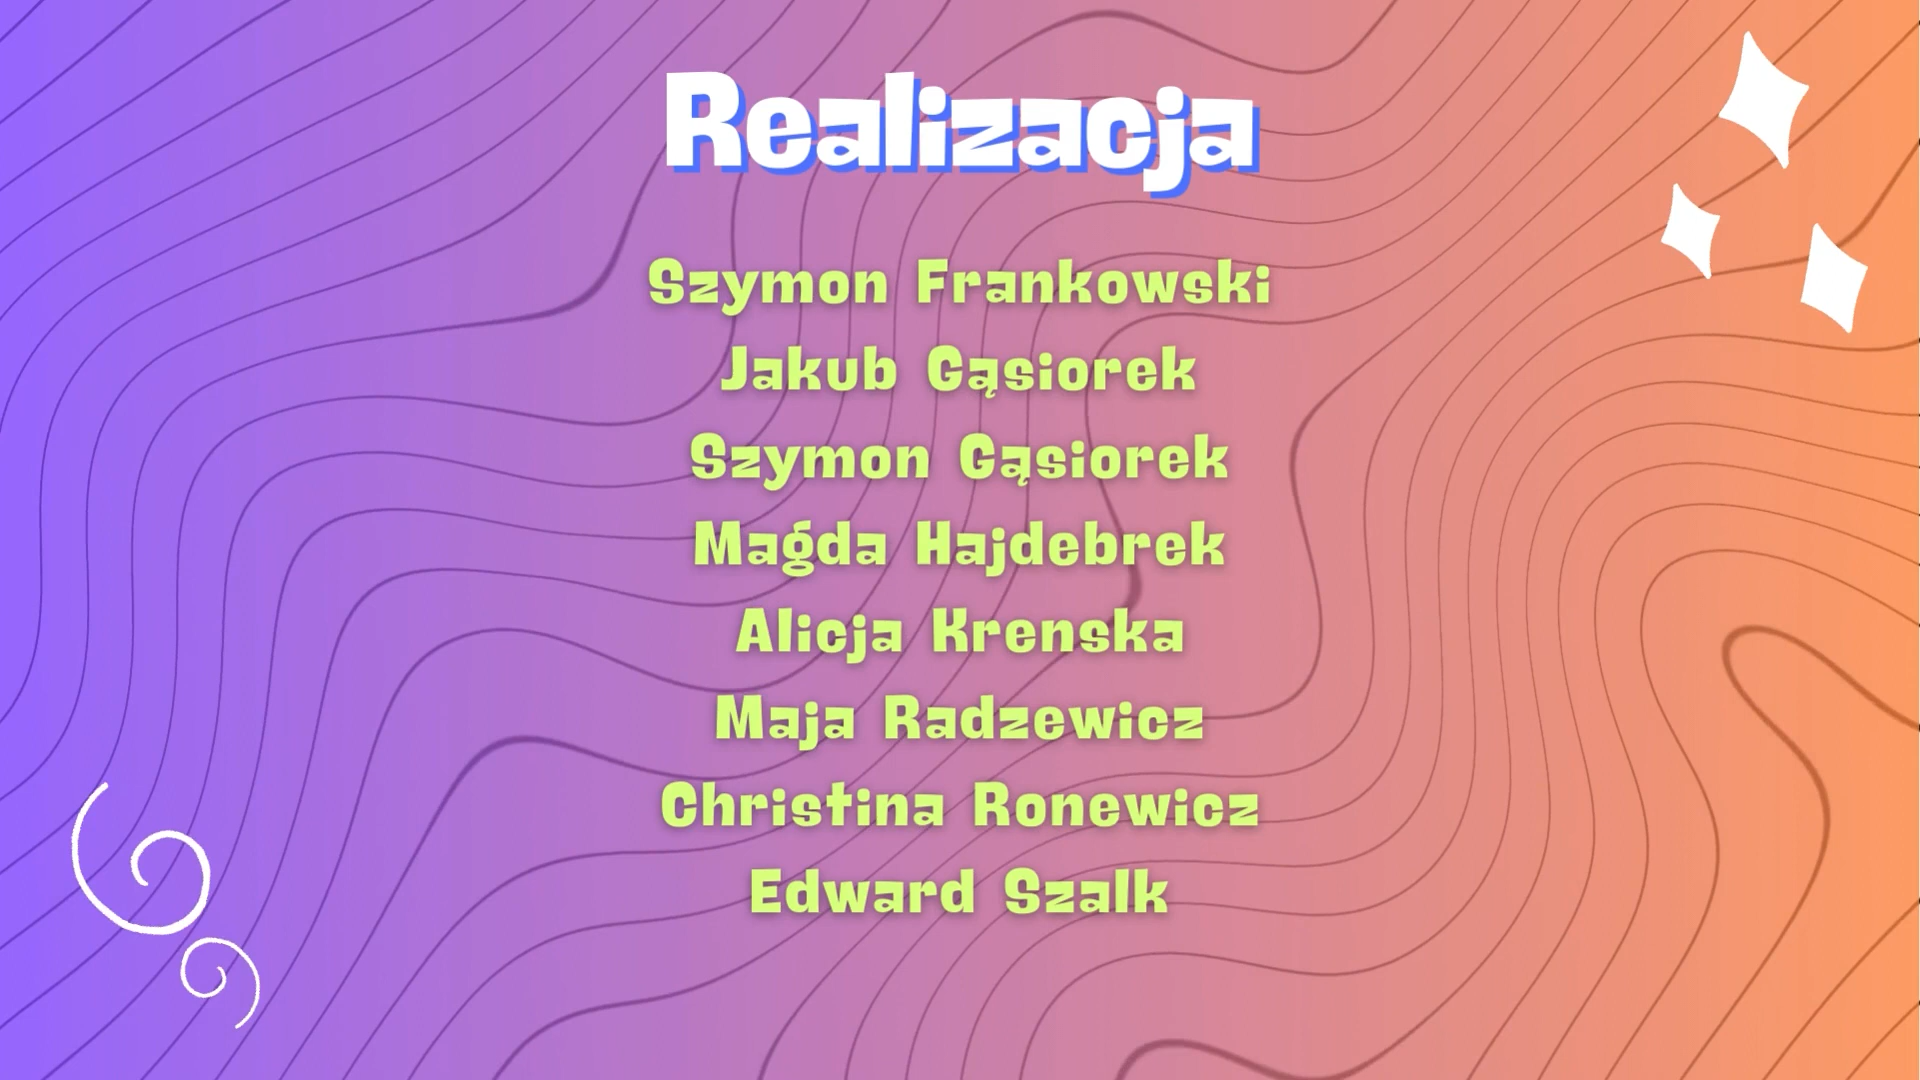 Realizacja
Szymon Frankowski
Jakub Gąsiorek
Szymon Gąsiorek
Magda Hajdebrek
Alicja Krenska
Maja Radzewicz
Christina Ronewicz
Edward Szalk